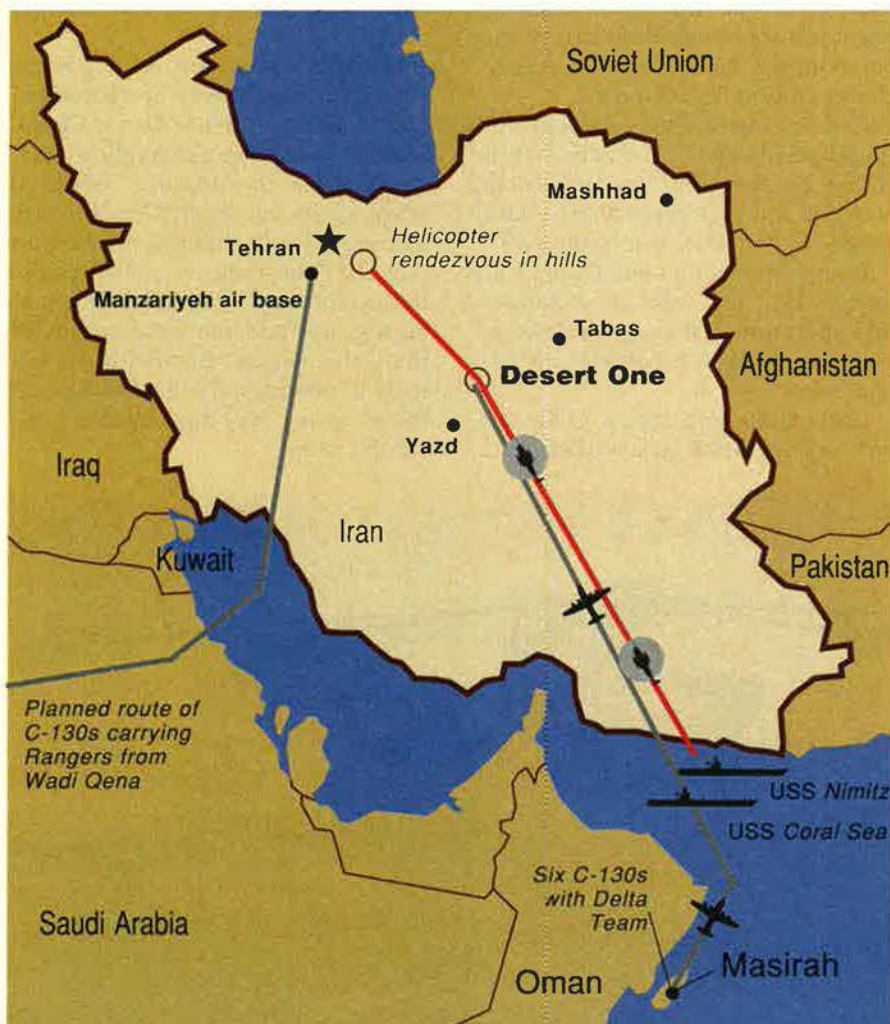 Soviet Union
Mashhad
Helicopter
rendezvous in hills
Tehran
Manzariyeh air base
Tabas
Afghanistan
Desert One
Yazd
Iraq
Iran
Kuwait
Pakistan
Planned route of
C-130s carrying
Rangers from
Wadi Qena
USS Nimitz
USS Coral Sea
Six C-130s
with Delta
Team
Saudi Arabia
Masirah
Oman